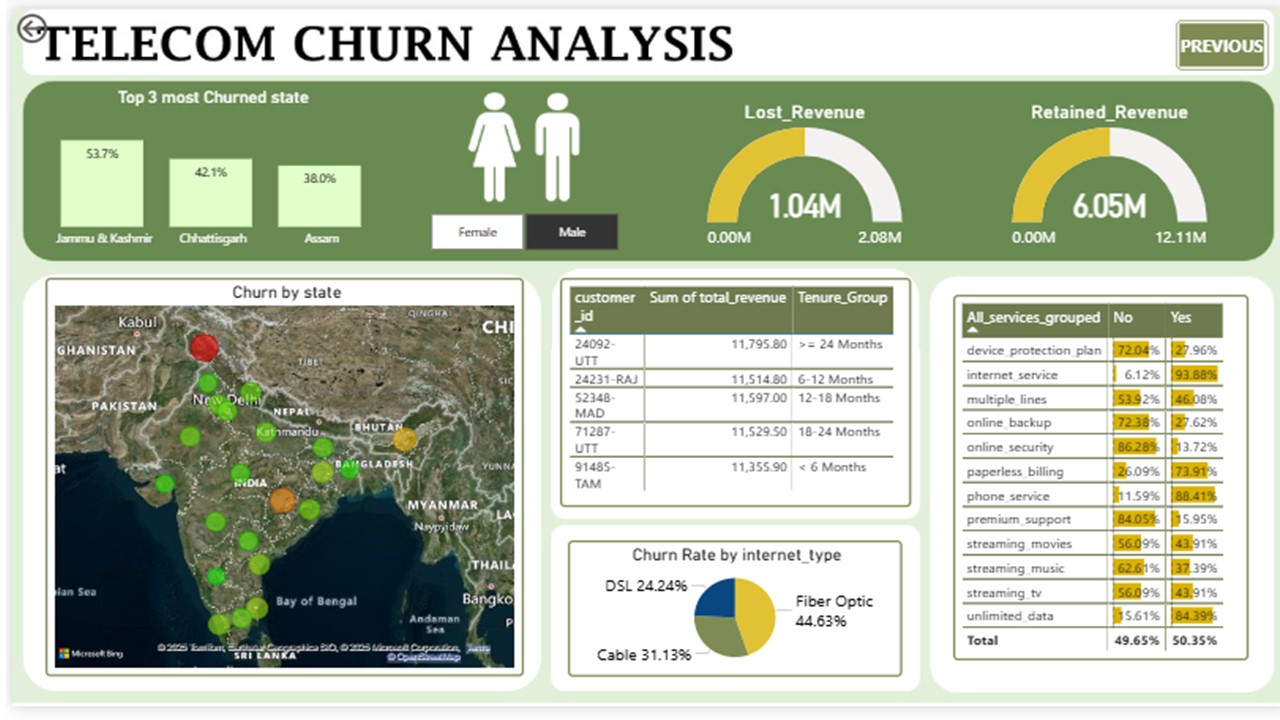 TELECOM CHURN ANALYSIS
PREVIOUS
Top 3 most Churned state
53.7%
42.1%
38.0%
Jammu & Kashmir
Chhattisgarh
Assam
Female
Male
Lost_Revenue
1.04M
0.00M
2.08M
Retained_Revenue
6.05M
0.00M
12.11M
Churn by state
Kabul
QINGHAI
CHI
GHANISTAN
TIBET
SIC
PAKISTAN
New Delhi
NEPAL
Kathmandu
BHUTAN
BANGLADESH
YUNNA
INDIA
MYANMAR
LA
Naypyidaw
THAIL
Bangko
Bay of Bengal
Andaman
Sea
ian Sea
SRI LANKA
Microsoft Bing
© OpenStreetMap
customer
_id
Sum of total_revenue
Tenure_Group
24092-
UTT
11,795.80
>= 24 Months
24231-RAJ
11,514.80
6-12 Months
52348-
MAD
11,597.00
12-18 Months
71287-
UTT
11,529.50
18-24 Months
91485-
TAM
11,355.90
< 6 Months
Churn Rate by internet_type
DSL 24.24%
Fiber Optic
44.63%
Cable 31.13%
All_services_grouped No Yes
device_protection_plan 72.04% 27.96%
internet_service 6.12% 93.88%
multiple_lines 53.92% 46.08%
online_backup 72.38% 27.62%
online_security 86.28% 13.72%
paperless_billing 26.09% 73.91%
phone_service 11.59% 88.41%
premium_support 84.05% 15.95%
streaming_movies 56.09% 43.91%
streaming_music 62.61% 37.39%
streaming_tv 56.09% 43.91%
unlimited_data 15.61% 84.39%
Total 49.65% 50.35%